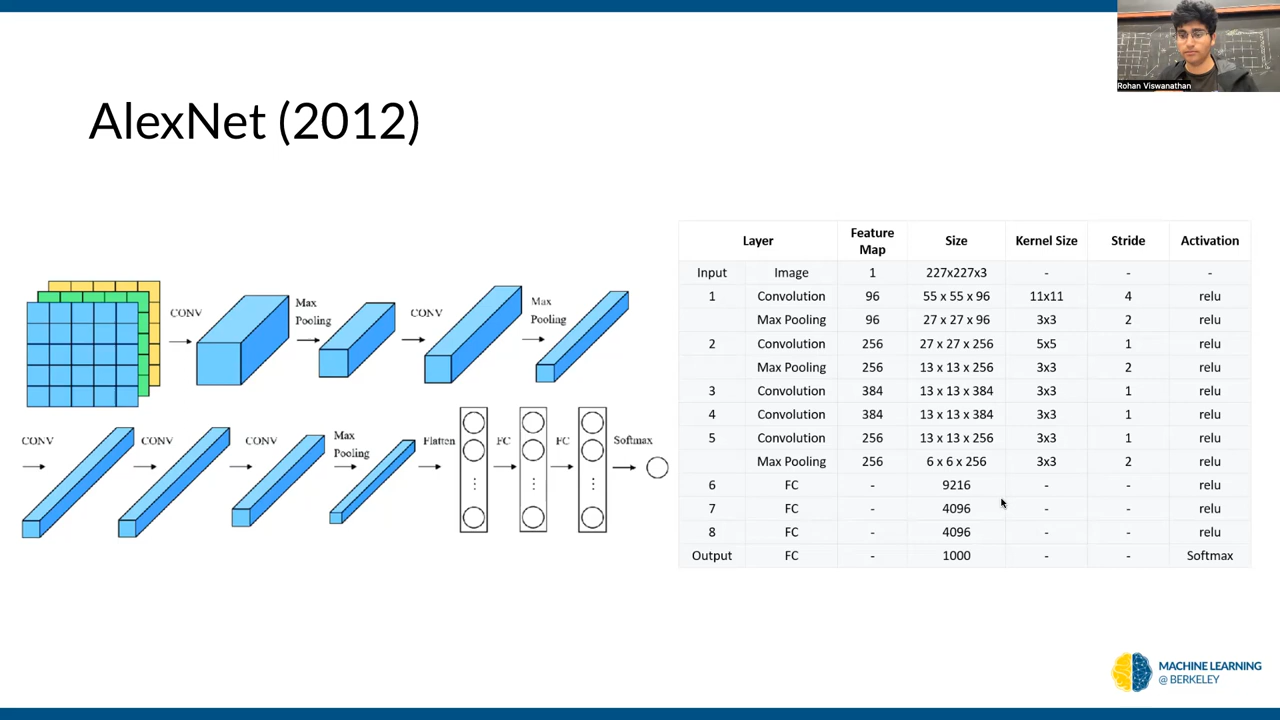 Rohan Viswanathan
AlexNet (2012)
CONV
Max
Pooling
CONV
Max
Pooling
CONV
CONV
CONV
Max
Pooling
Flatten
FC
FC
Softmax
Layer Feature Map Size Kernel Size Stride Activation
Input Image 1 227x227x3 - - -
1 Convolution 96 55 x 55 x 96 11x11 4 relu
Max Pooling 96 27 x 27 x 96 3x3 2 relu
2 Convolution 256 27 x 27 x 256 5x5 1 relu
Max Pooling 256 13 x 13 x 256 3x3 2 relu
3 Convolution 384 13 x 13 x 384 3x3 1 relu
4 Convolution 384 13 x 13 x 384 3x3 1 relu
5 Convolution 256 13 x 13 x 256 3x3 1 relu
Max Pooling 256 6 x 6 x 256 3x3 2 relu
6 FC - 9216 - - relu
7 FC - 4096 - - relu
8 FC - 4096 - - relu
Output FC - 1000 - - Softmax
MACHINE LEARNING
@ BERKELEY